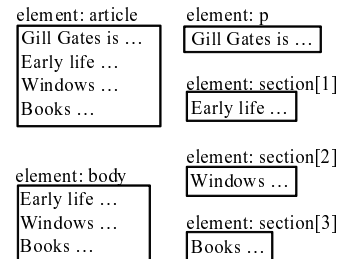 element: article
Gill Gates is …
Early life …
Windows …
Books …
element: body
Early life …
Windows …
Books …
element: p
Gill Gates is …
element: section[1]
Early life …
element: section[2]
Windows …
element: section[3]
Books …